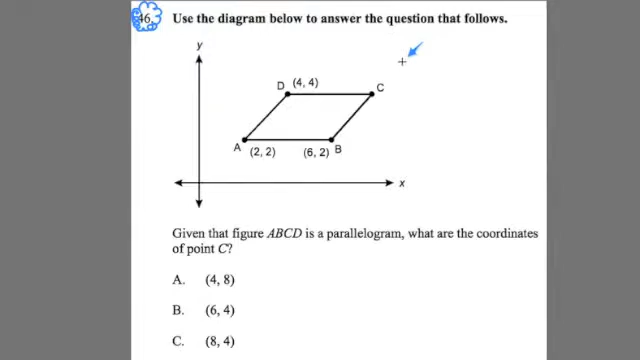 46. Use the diagram below to answer the question that follows.
y
D (4, 4)
C
A (2, 2) (6, 2) B
x
Given that figure ABCD is a parallelogram, what are the coordinates
of point C?
A. (4, 8)
B. (6, 4)
C. (8, 4)